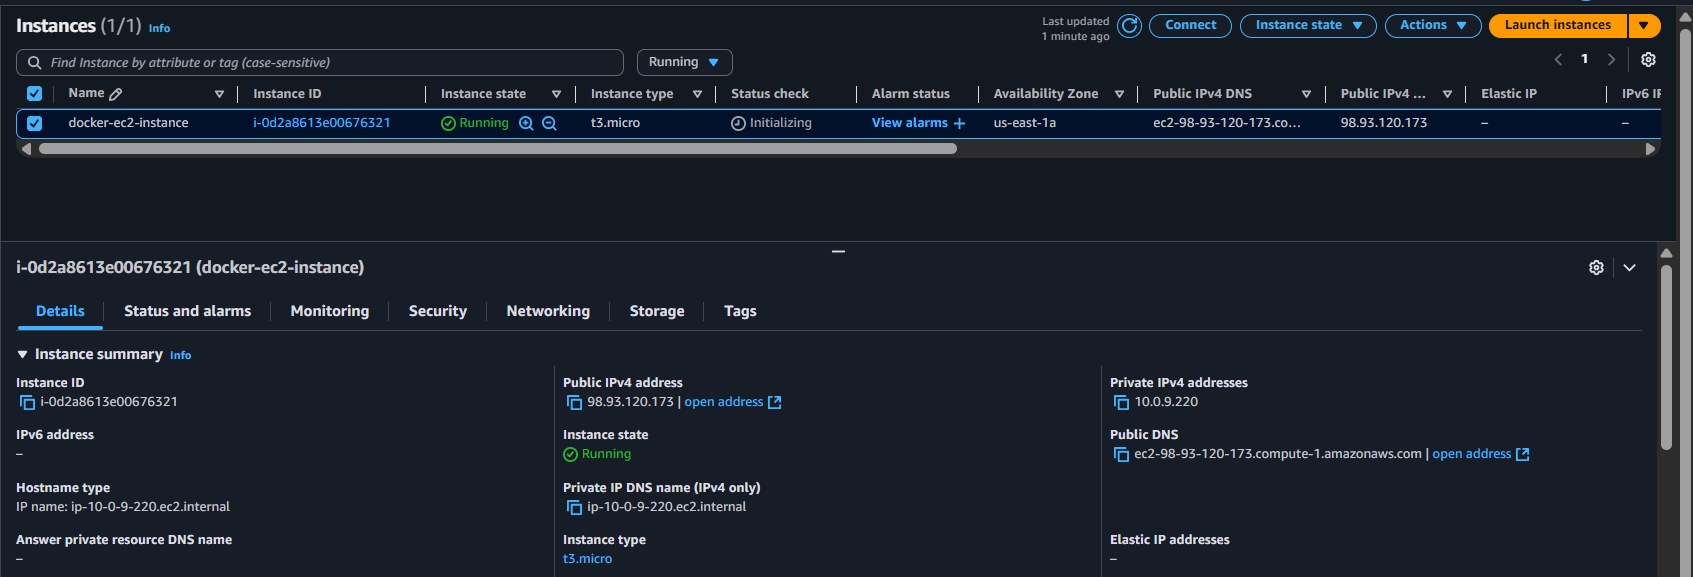 Instances (1/1) Info
Last updated
1 minute ago
Connect
Instance state
Actions
Launch instances
Find Instance by attribute or tag (case-sensitive)
Running
1
Name Instance ID Instance state Instance type Status check Alarm status Availability Zone Public IPv4 DNS Public IPv4 ... Elastic IP IPv6 IP
docker-ec2-instance i-0d2a8613e00676321 Running t3.micro Initializing View alarms + us-east-1a ec2-98-93-120-173.co... 98.93.120.173 – –
i-0d2a8613e00676321 (docker-ec2-instance)
Details Status and alarms Monitoring Security Networking Storage Tags
Instance summary Info
Instance ID
i-0d2a8613e00676321
Public IPv4 address
98.93.120.173 | open address
Private IPv4 addresses
10.0.9.220
IPv6 address
–
Instance state
Running
Public DNS
ec2-98-93-120-173.compute-1.amazonaws.com | open address
Hostname type
IP name: ip-10-0-9-220.ec2.internal
Private IP DNS name (IPv4 only)
ip-10-0-9-220.ec2.internal
Answer private resource DNS name
–
Instance type
t3.micro
Elastic IP addresses
–